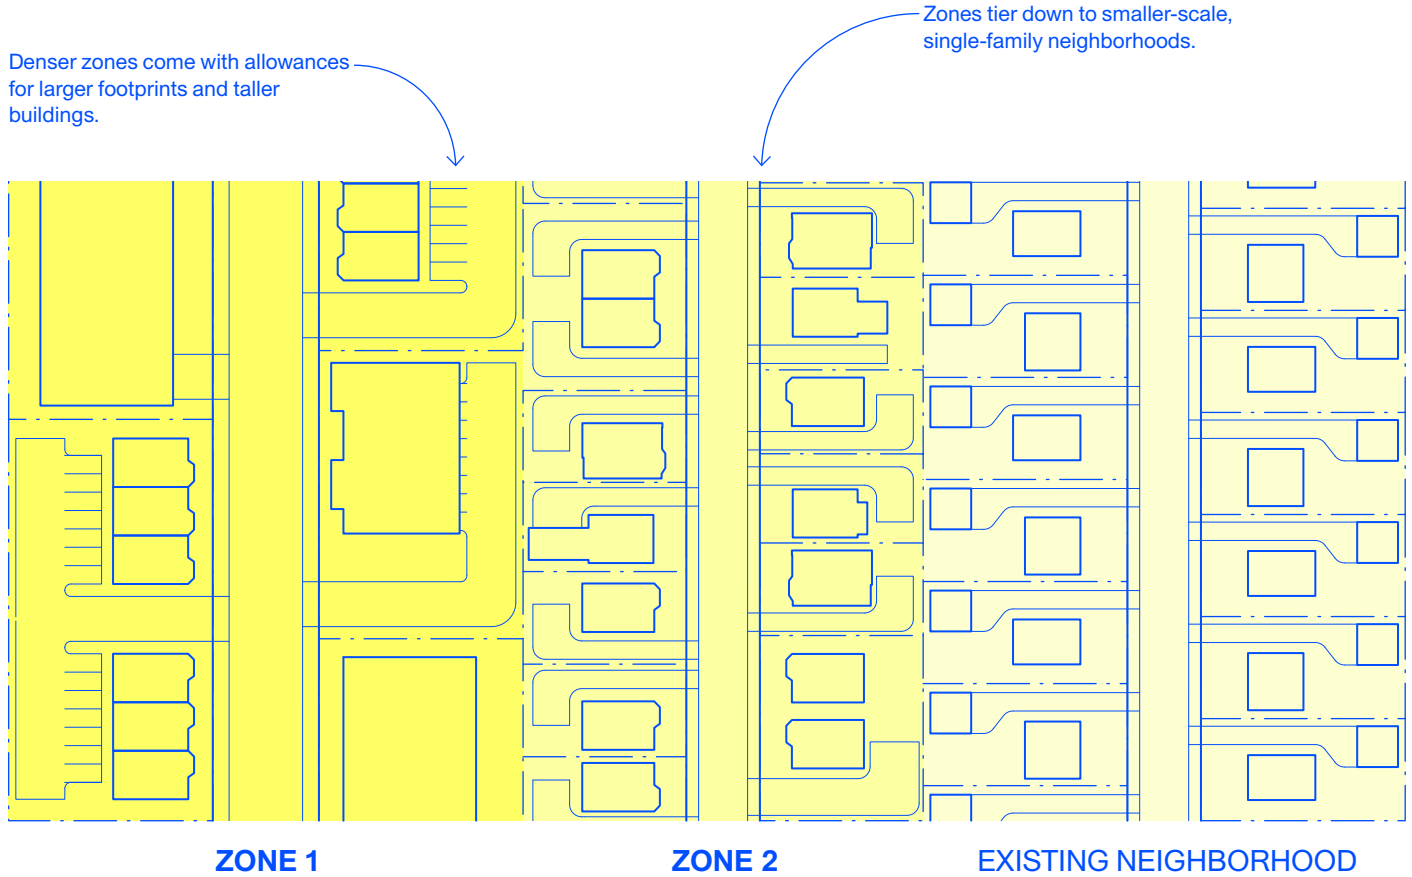 Zones tier down to smaller-scale,
single-family neighborhoods.
Denser zones come with allowances
for larger footprints and taller
buildings.
ZONE 1
ZONE 2
EXISTING NEIGHBORHOOD